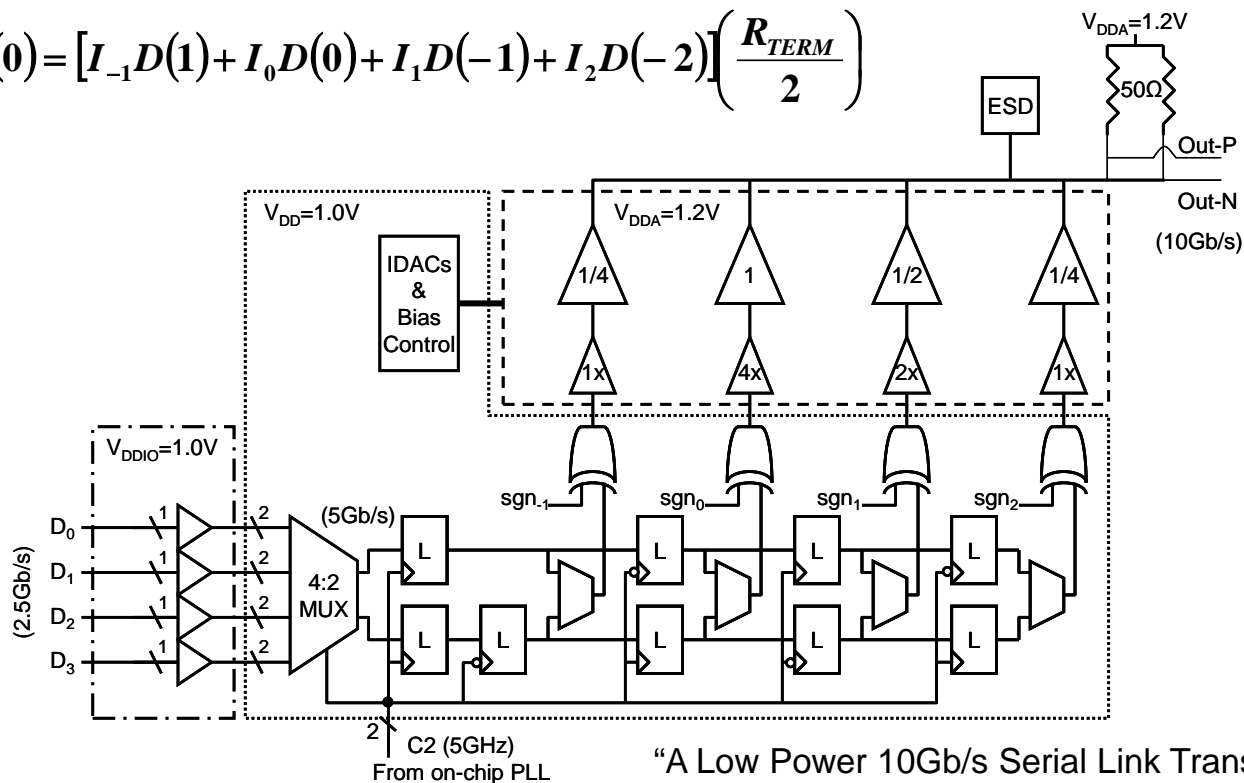 (0) = [I₋₁D(1) + I₀D(0) + I₁D(−1) + I₂D(−2)] (R_TERM / 2)
V_DDA=1.2V
50Ω
ESD
Out-P
Out-N
(10Gb/s)
V_DD=1.0V
V_DDA=1.2V
IDACs
&
Bias
Control
1/4
1
1/2
1/4
1x
4x
2x
1x
V_DDIO=1.0V
sgn₋₁
sgn₀
sgn₁
sgn₂
(2.5Gb/s)
D₀
D₁
D₂
D₃
1
1
1
1
2
2
2
2
4:2
MUX
(5Gb/s)
L
L
L
L
L
L
L
L
L
2
C2 (5GHz)
From on-chip PLL
"A Low Power 10Gb/s Serial Link